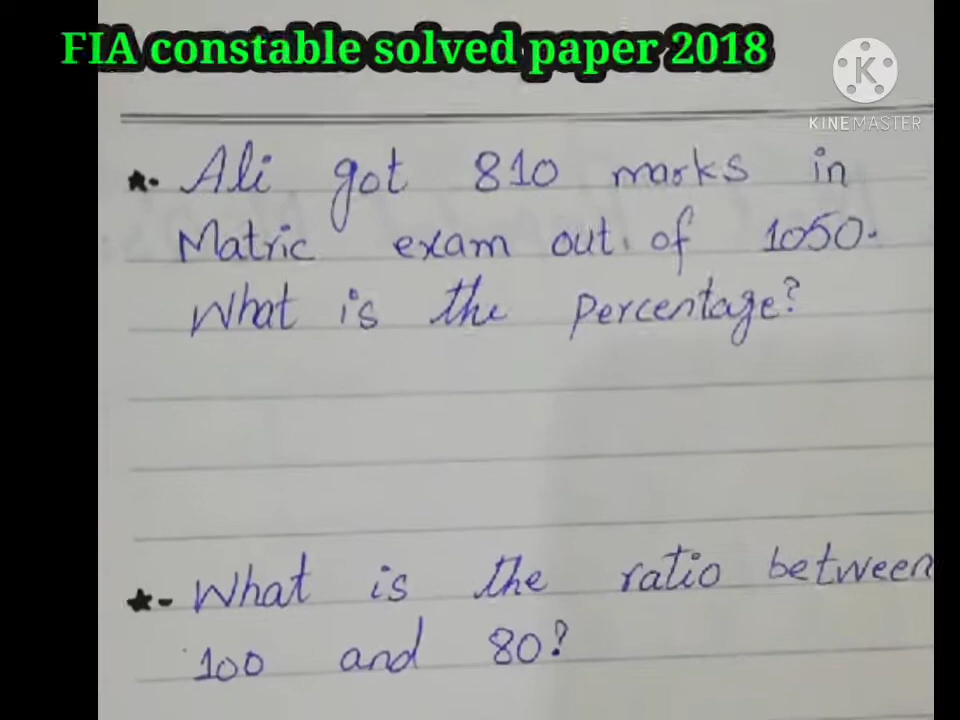 FIA constable solved paper 2018
KINEMASTER
Ali got 810 marks in
Matric exam out of 1050.
What is the Percentage?
What is the ratio between
100 and 80?